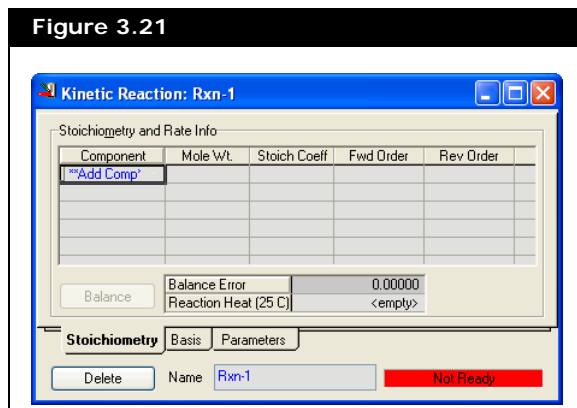 Figure 3.21
Kinetic Reaction: Rxn-1
Stoichiometry and Rate Info
Component Mole Wt. Stoich Coeff Fwd Order Rev Order
**Add Comp*
Balance
Balance Error 0.00000
Reaction Heat (25 C) <empty>
Stoichiometry Basis Parameters
Delete Name Rxn-1 Not Ready